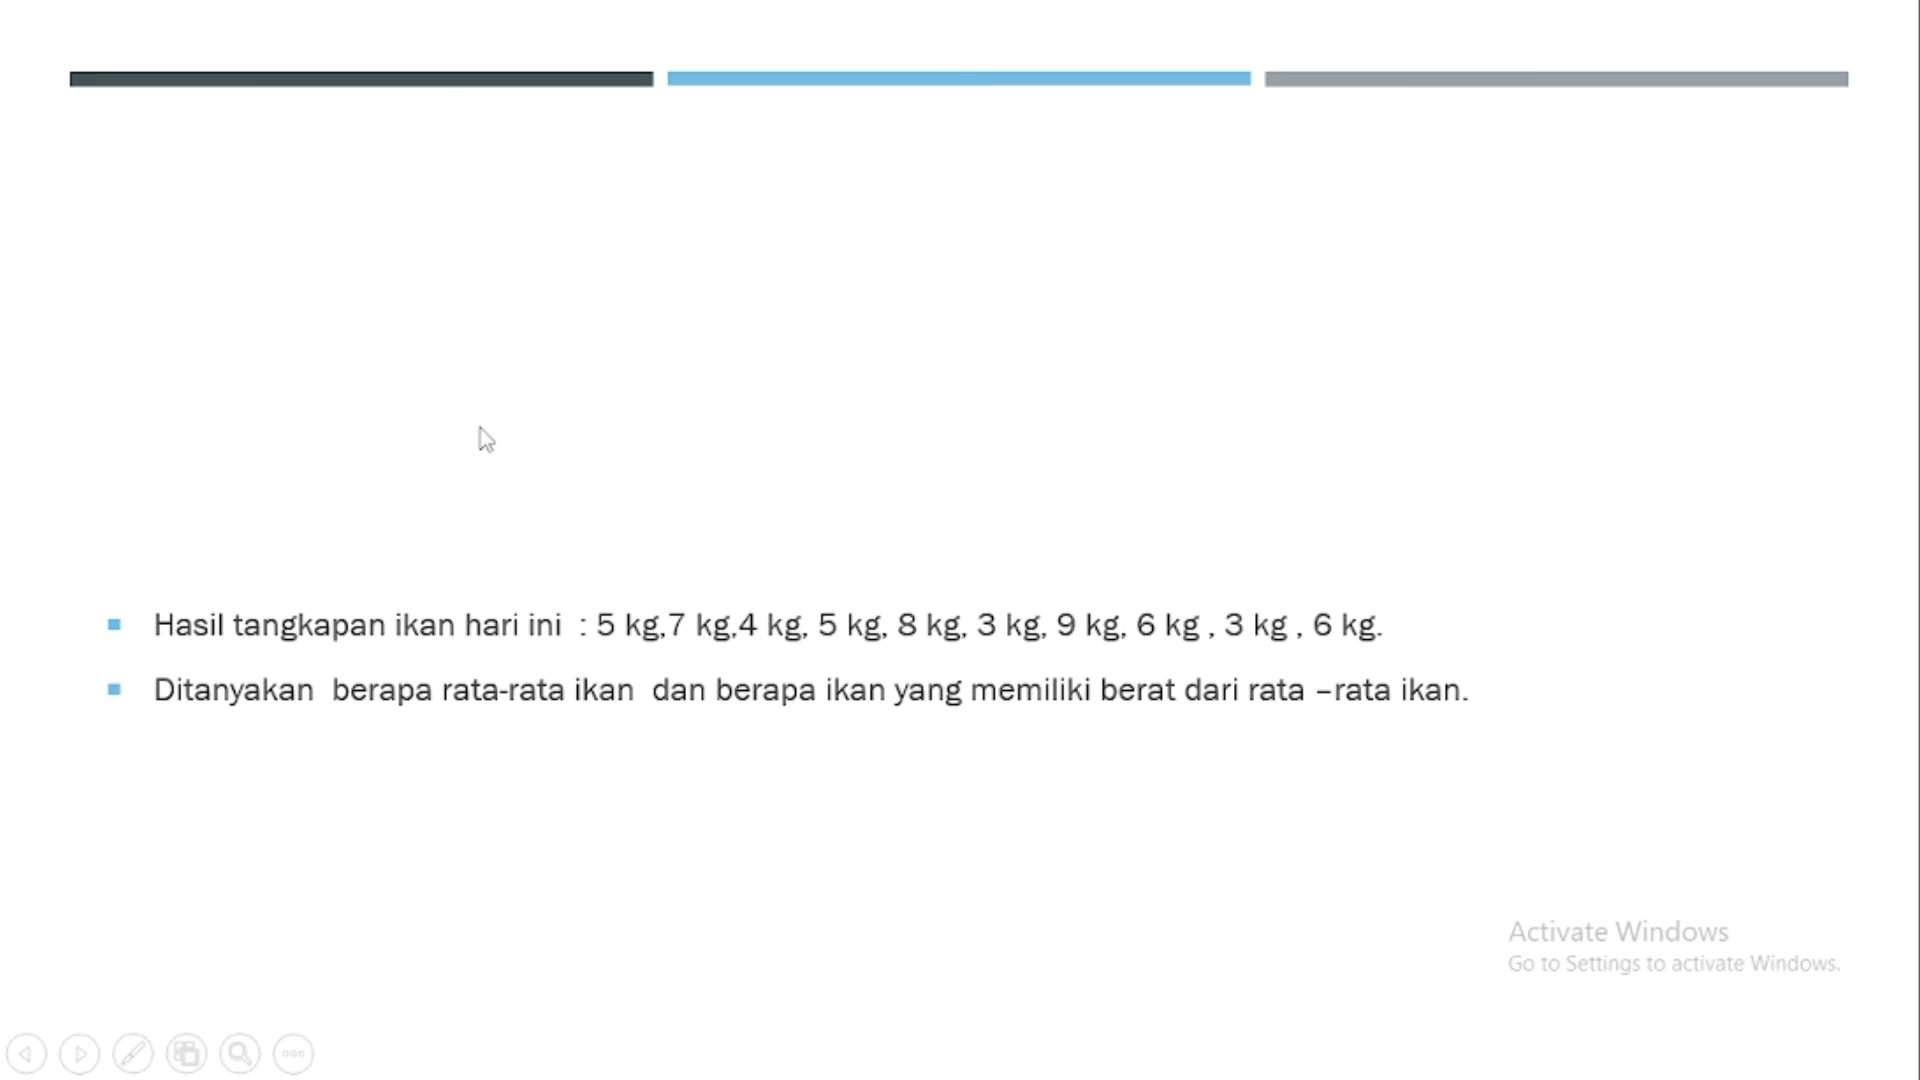 Hasil tangkapan ikan hari ini  : 5 kg,7 kg,4 kg, 5 kg, 8 kg, 3 kg, 9 kg, 6 kg , 3 kg , 6 kg.
Ditanyakan  berapa rata-rata ikan  dan berapa ikan yang memiliki berat dari rata –rata ikan.
Activate Windows
Go to Settings to activate Windows.